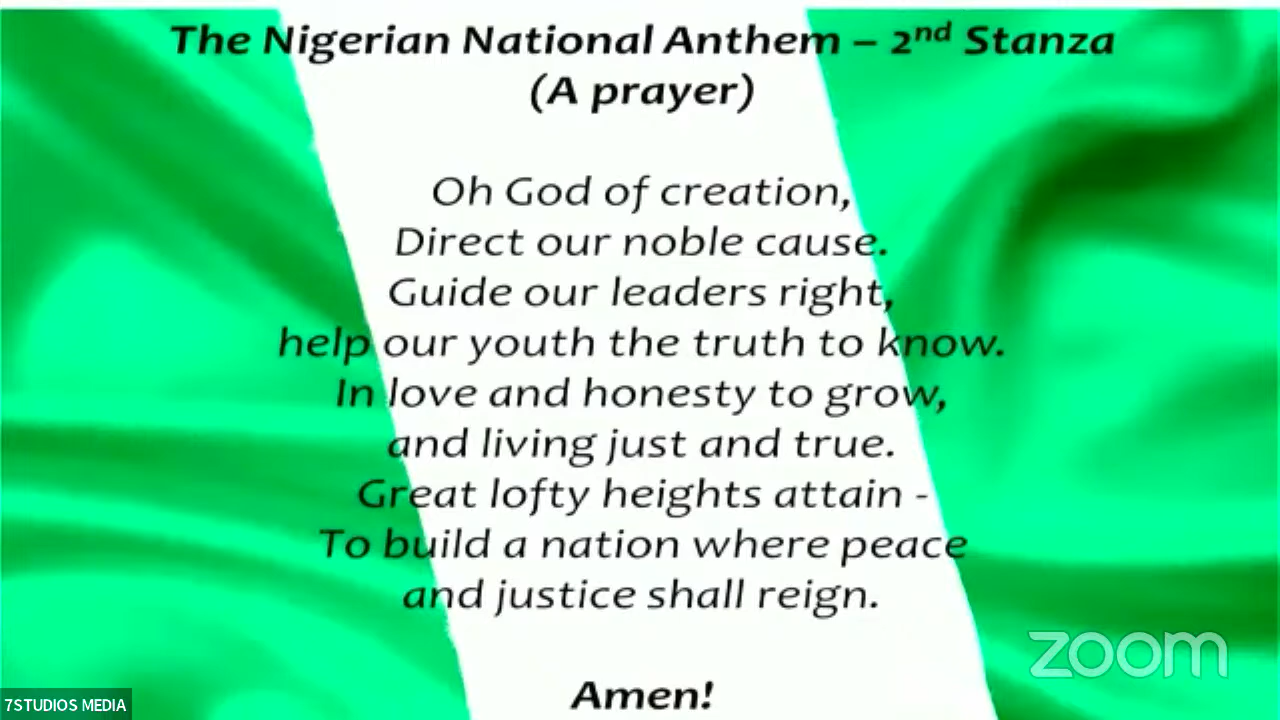 The Nigerian National Anthem – 2nd Stanza
(A prayer)
Oh God of creation,
Direct our noble cause.
Guide our leaders right,
help our youth the truth to know.
In love and honesty to grow,
and living just and true.
Great lofty heights attain -
To build a nation where peace
and justice shall reign.
Amen!
zoom
7STUDIOS MEDIA